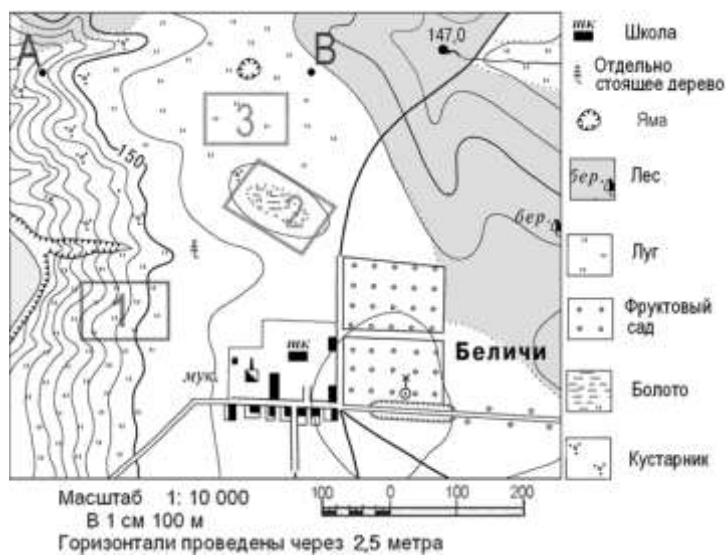 А
В
147,0
150
3
2
1
бер.
шк
мук.
Беличи
шк Школа
Отдельно
стоящее дерево
Яма
бер. Лес
Луг
Фруктовый
сад
Болото
Кустарник
Масштаб 1: 10 000
В 1 см 100 м
100 0 100 200
Горизонтали проведены через 2,5 метра